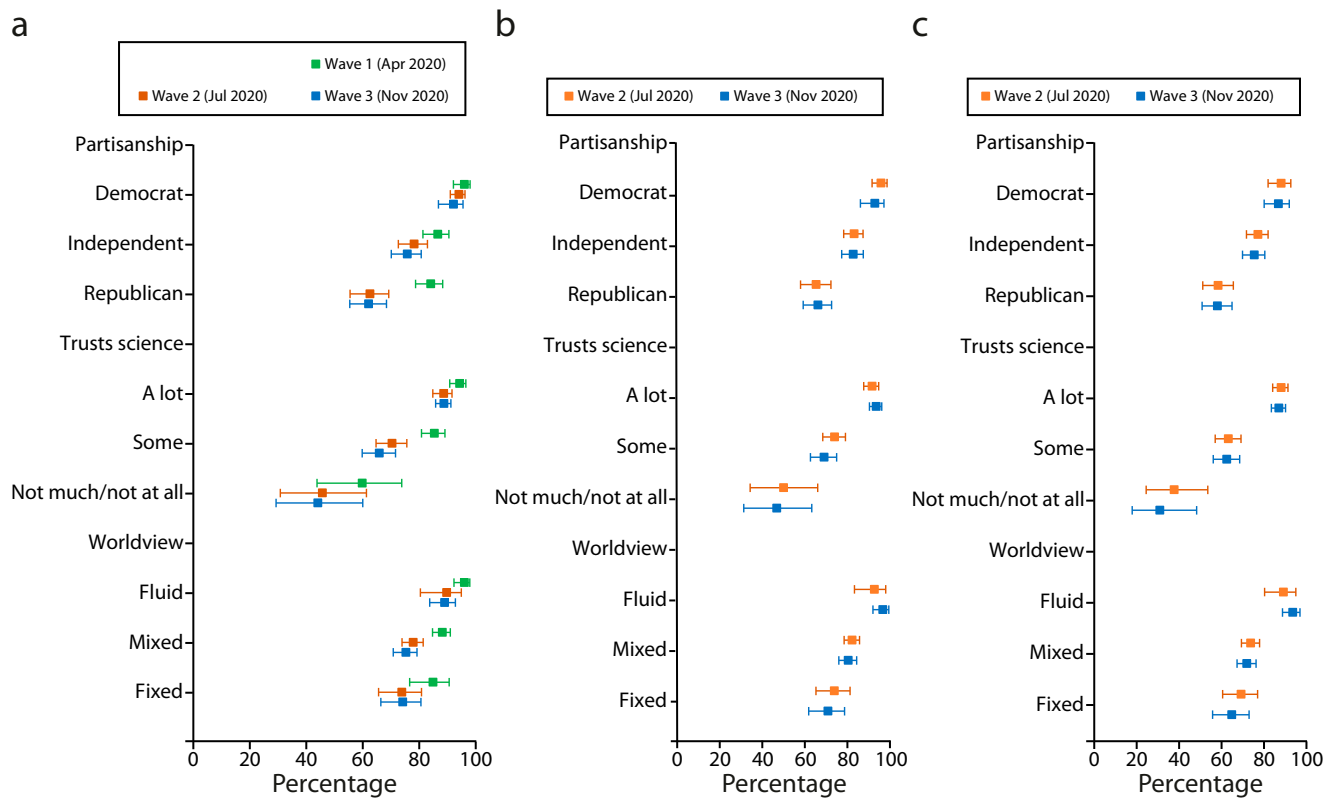 a
Wave 1 (Apr 2020)
Wave 2 (Jul 2020) Wave 3 (Nov 2020)
Partisanship
Democrat
Independent
Republican
Trusts science
A lot
Some
Not much/not at all
Worldview
Fluid
Mixed
Fixed
0 20 40 60 80 100
Percentage
b
Wave 2 (Jul 2020) Wave 3 (Nov 2020)
Partisanship
Democrat
Independent
Republican
Trusts science
A lot
Some
Not much/not at all
Worldview
Fluid
Mixed
Fixed
0 20 40 60 80 100
Percentage
c
Wave 2 (Jul 2020) Wave 3 (Nov 2020)
Partisanship
Democrat
Independent
Republican
Trusts science
A lot
Some
Not much/not at all
Worldview
Fluid
Mixed
Fixed
0 20 40 60 80 100
Percentage